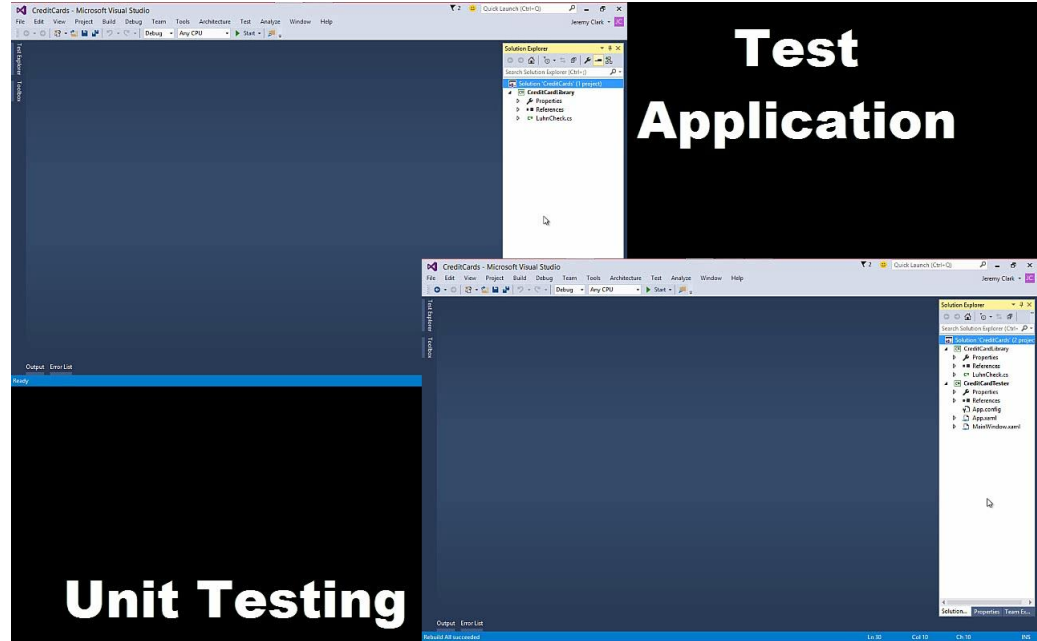 CreditCards - Microsoft Visual Studio
2
Quick Launch (Ctrl+Q)
File Edit View Project Build Debug Team Tools Architecture Test Analyze Window Help
Jeremy Clark
JC
Debug Any CPU Start
Test Explorer
Toolbox
Solution Explorer
Search Solution Explorer (Ctrl+;)
Solution 'CreditCards' (1 project)
CreditCardLibrary
Properties
References
LuhnCheck.cs
Output Error List
Ready
Test
Application
CreditCards - Microsoft Visual Studio
2
Quick Launch (Ctrl+Q)
File Edit View Project Build Debug Team Tools Architecture Test Analyze Window Help
Jeremy Clark
JC
Debug Any CPU Start
Test Explorer
Toolbox
Solution Explorer
Search Solution Explorer (Ctrl+
Solution 'CreditCards' (2 projec
CreditCardLibrary
Properties
References
LuhnCheck.cs
CreditCardTester
Properties
References
App.config
App.xaml
MainWindow.xaml
Solution... Properties Team Ex...
Output Error List
Rebuild All succeeded
Ln 30 Col 10 Ch 10 INS
Unit Testing